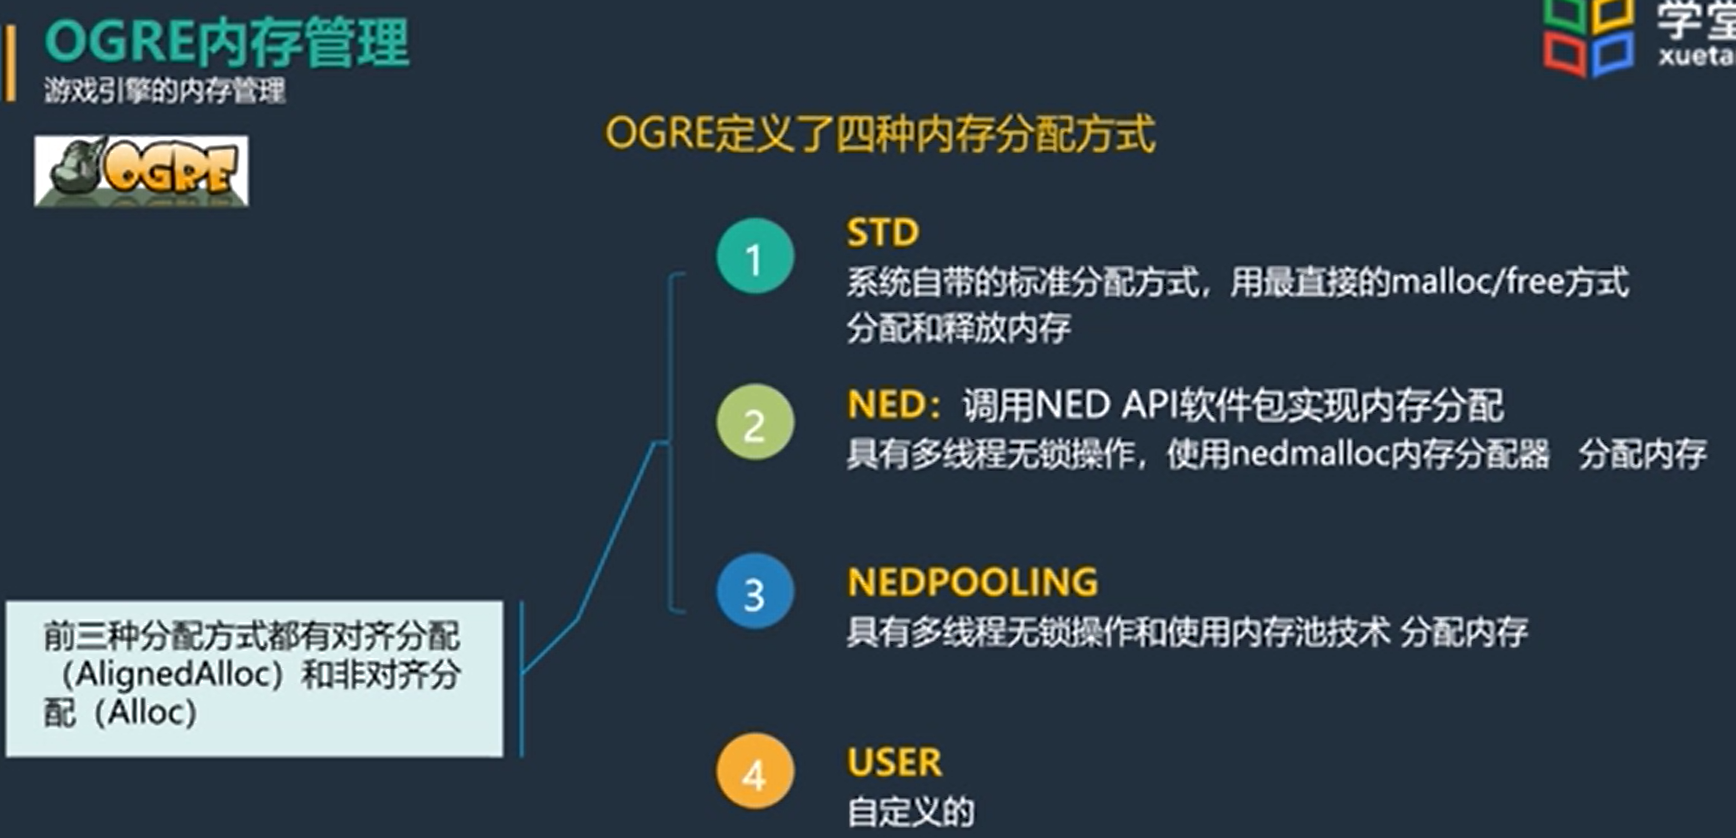 OGRE内存管理
游戏引擎的内存管理
学堂
xueta
OGRE
OGRE定义了四种内存分配方式
1
STD
系统自带的标准分配方式，用最直接的malloc/free方式
分配和释放内存
2
NED：调用NED API软件包实现内存分配
具有多线程无锁操作，使用nedmalloc内存分配器 分配内存
3
NEDPOOLING
具有多线程无锁操作和使用内存池技术 分配内存
前三种分配方式都有对齐分配
（AlignedAlloc）和非对齐分
配（Alloc）
4
USER
自定义的